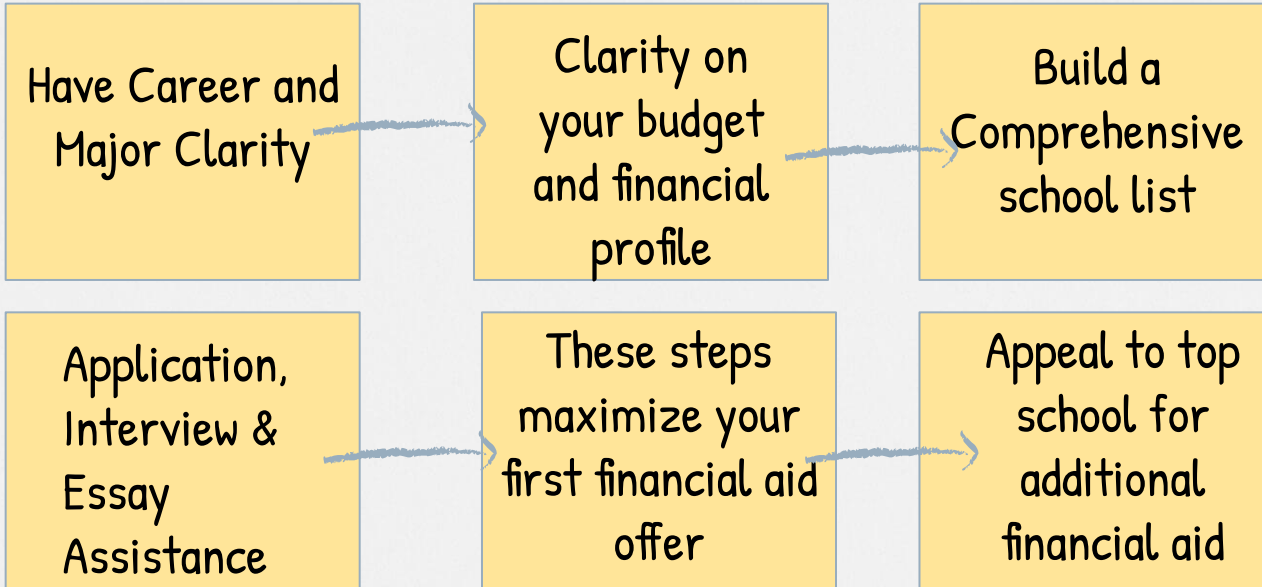 Have Career and
Major Clarity
Clarity on
your budget
and financial
profile
Build a
Comprehensive
school list
Application,
Interview &
Essay
Assistance
These steps
maximize your
first financial aid
offer
Appeal to top
school for
additional
financial aid